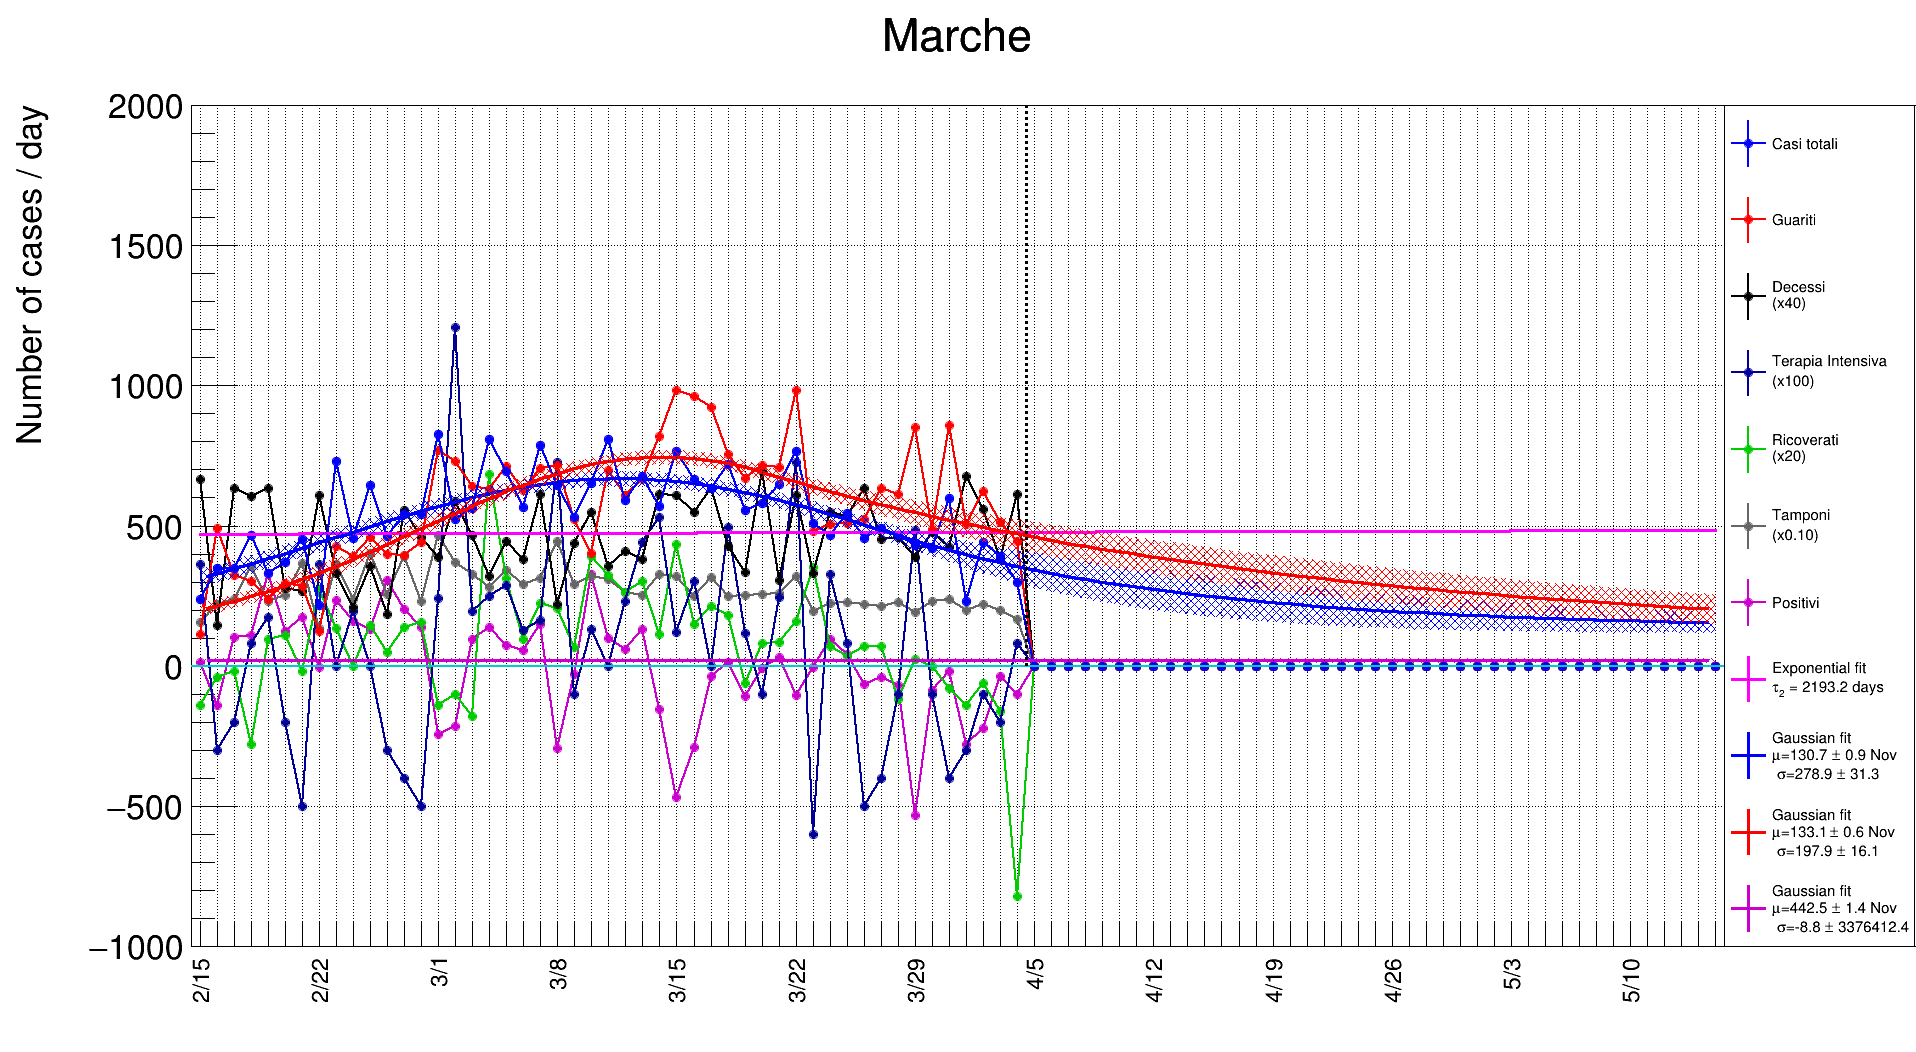 Marche
Number of cases / day
2000
1500
1000
500
0
−500
−1000
2/15
2/22
3/1
3/8
3/15
3/22
3/29
4/5
4/12
4/19
4/26
5/3
5/10
Casi totali
Guariti
Decessi
(x40)
Terapia Intensiva
(x100)
Ricoverati
(x20)
Tamponi
(x0.10)
Positivi
Exponential fit
τ2 = 2193.2 days
Gaussian fit
μ=130.7 ± 0.9 Nov
σ=278.9 ± 31.3
Gaussian fit
μ=133.1 ± 0.6 Nov
σ=197.9 ± 16.1
Gaussian fit
μ=442.5 ± 1.4 Nov
σ=-8.8 ± 3376412.4